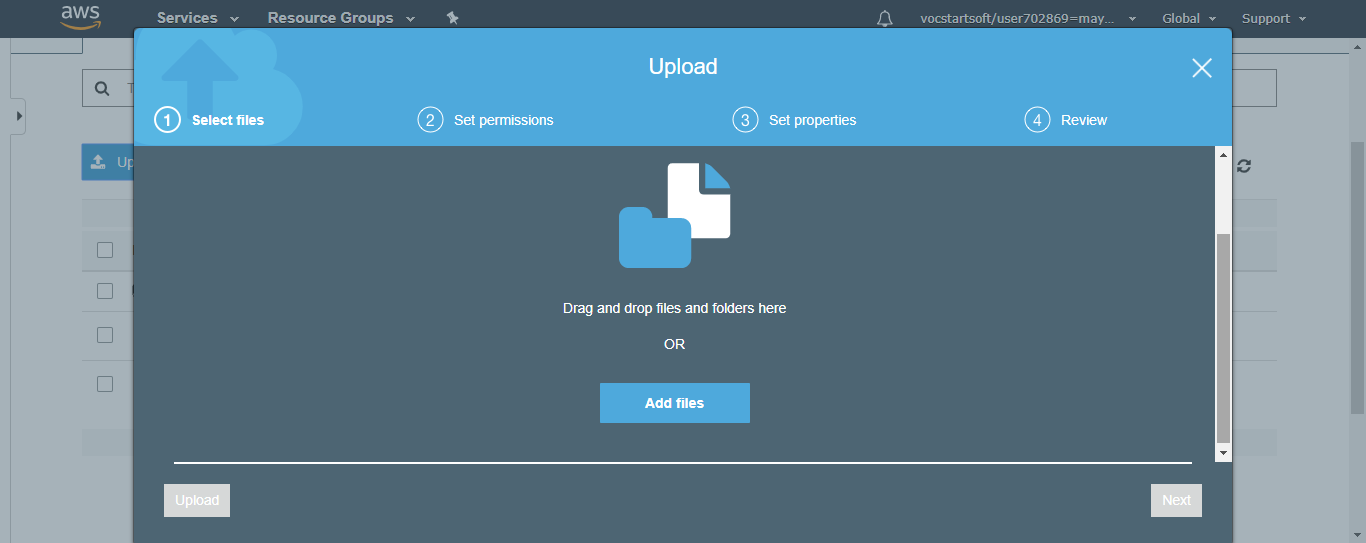 aws Services Resource Groups vocstartsoft/user702869=may... Global Support
Upload
1 Select files 2 Set permissions 3 Set properties 4 Review
Drag and drop files and folders here
OR
Add files
Upload Next